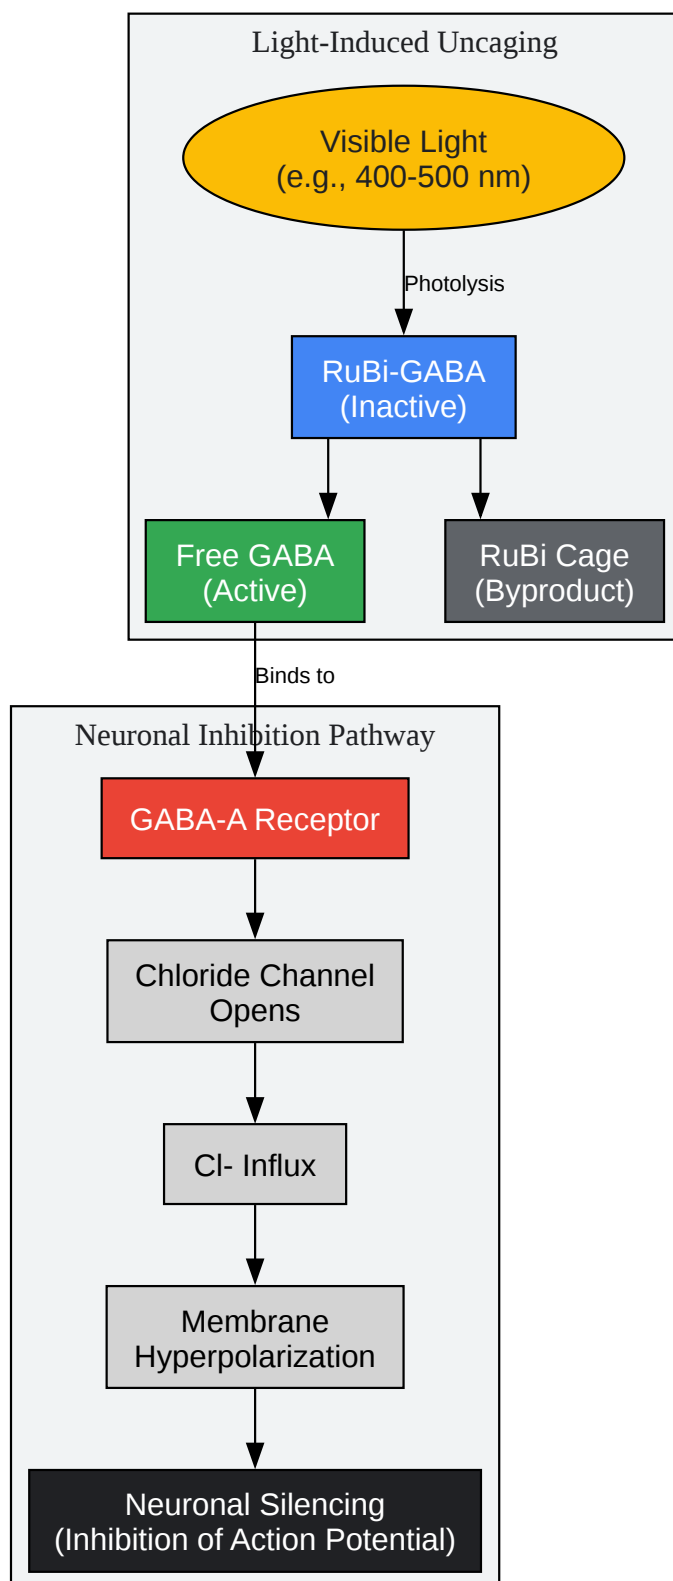 Light-Induced Uncaging
Visible Light
(e.g., 400-500 nm)
Photolysis
RuBi-GABA
(Inactive)
Free GABA
(Active)
RuBi Cage
(Byproduct)
Binds to
Neuronal Inhibition Pathway
GABA-A Receptor
Chloride Channel
Opens
Cl- Influx
Membrane
Hyperpolarization
Neuronal Silencing
(Inhibition of Action Potential)